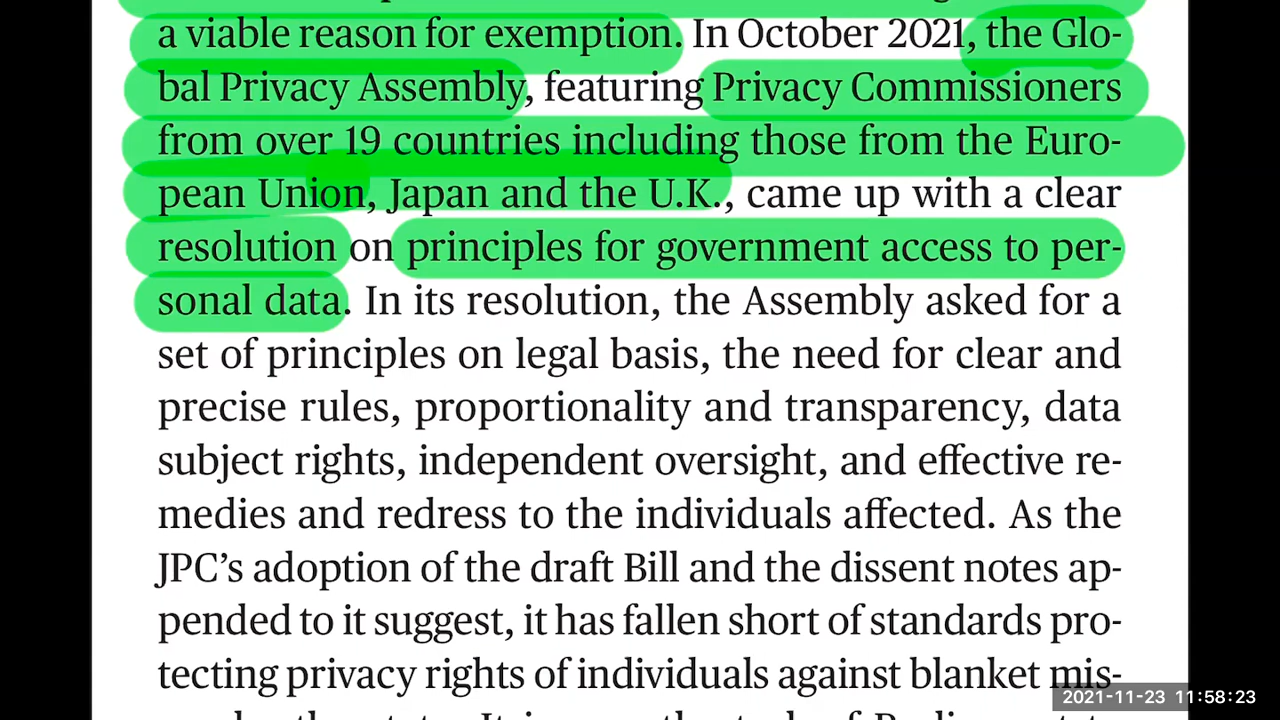 a viable reason for exemption. In October 2021, the Glo-
bal Privacy Assembly, featuring Privacy Commissioners
from over 19 countries including those from the Euro-
pean Union, Japan and the U.K., came up with a clear
resolution on principles for government access to per-
sonal data. In its resolution, the Assembly asked for a
set of principles on legal basis, the need for clear and
precise rules, proportionality and transparency, data
subject rights, independent oversight, and effective re-
medies and redress to the individuals affected. As the
JPC’s adoption of the draft Bill and the dissent notes ap-
pended to it suggest, it has fallen short of standards pro-
tecting privacy rights of individuals against blanket mis-
2021-11-23 11:58:23